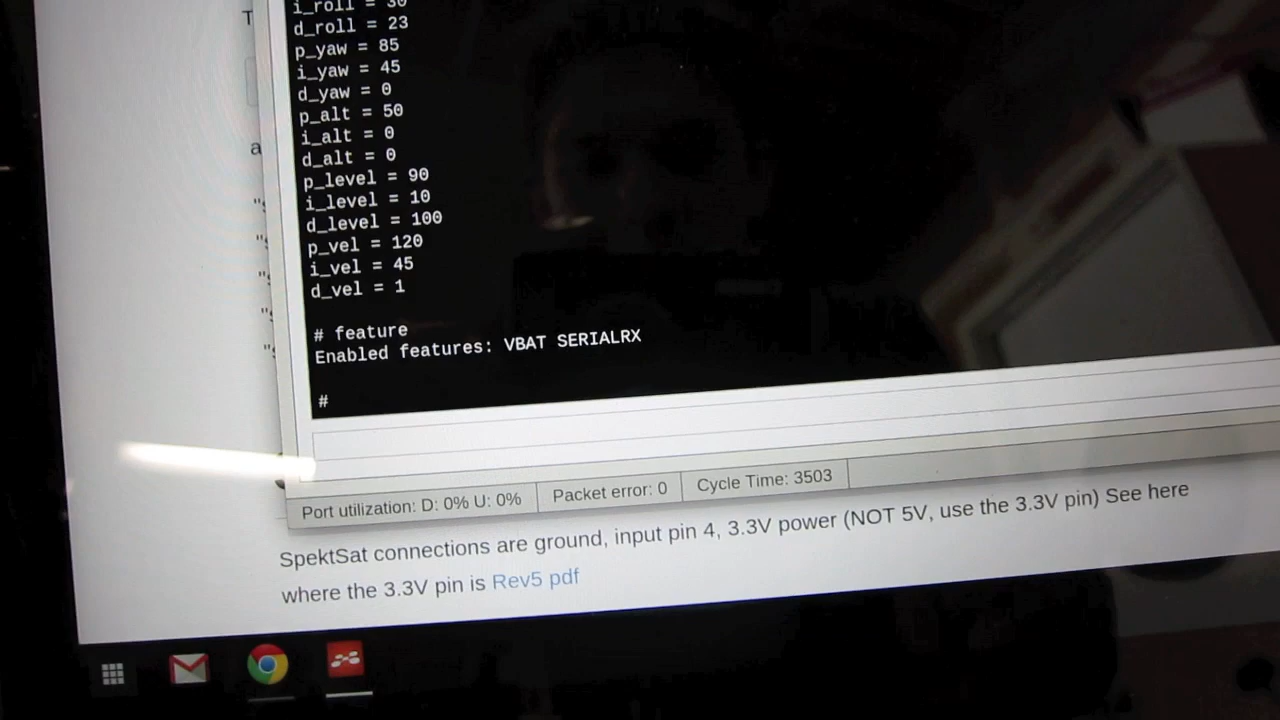 T
i_roll = 30
d_roll = 23
p_yaw = 85
i_yaw = 45
d_yaw = 0
p_alt = 50
i_alt = 0
a
d_alt = 0
p_level = 90
i_level = 10
d_level = 100
p_vel = 120
i_vel = 45
d_vel = 1
# feature
Enabled features: VBAT SERIALRX
#
Port utilization: D: 0% U: 0%
Packet error: 0
Cycle Time: 3503
SpektSat connections are ground, input pin 4, 3.3V power (NOT 5V, use the 3.3V pin) See here
where the 3.3V pin is Rev5 pdf